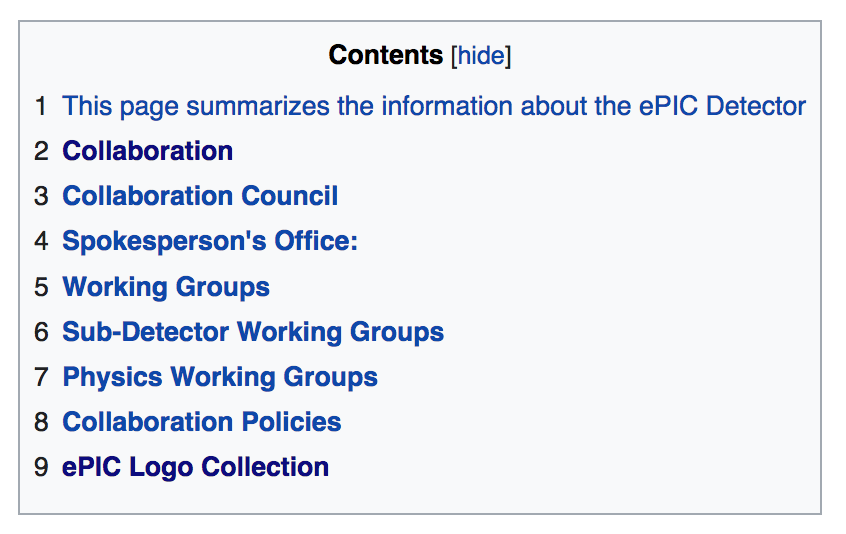 Contents [hide]
1 This page summarizes the information about the ePIC Detector
2 Collaboration
3 Collaboration Council
4 Spokesperson's Office:
5 Working Groups
6 Sub-Detector Working Groups
7 Physics Working Groups
8 Collaboration Policies
9 ePIC Logo Collection